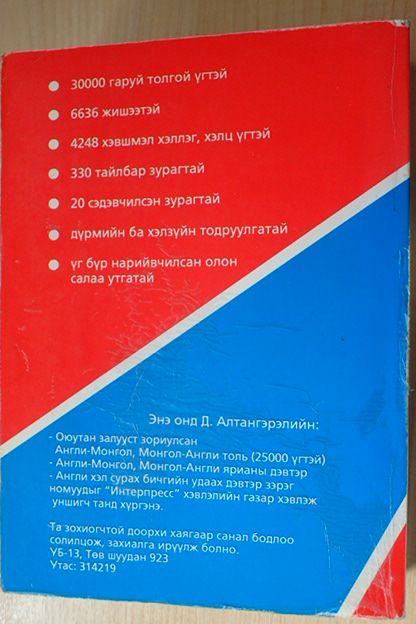 30000 гаруй толгой үгтэй
6636 жишээтэй
4248 хэвшмэл хэллэг, хэлц үгтэй
330 тайлбар зурагтай
20 сэдэвчилсэн зурагтай
дүрмийн ба хэлзүйн тодруулгатай
үг бүр нарийвчилсан олон
салаа утгатай
Энэ онд Д. Алтангэрэлийн:
- Оюутан залууст зориулсан
Англи-Монгол, Монгол-Англи толь (25000 үгтэй)
- Англи-Монгол, Монгол-Англи ярианы дэвтэр
- Англи хэл сурах бичгийн удаах дэвтэр зэрэг
номуудыг "Интерпресс" хэвлэлийн газар хэвлэж
уншигч танд хүргэнэ.
Та зохиогчтой доорхи хаягаар санал бодлоо
солилцож, захиалга ирүүлж болно.
УБ-13, Төв шуудан 923
Утас: 314219